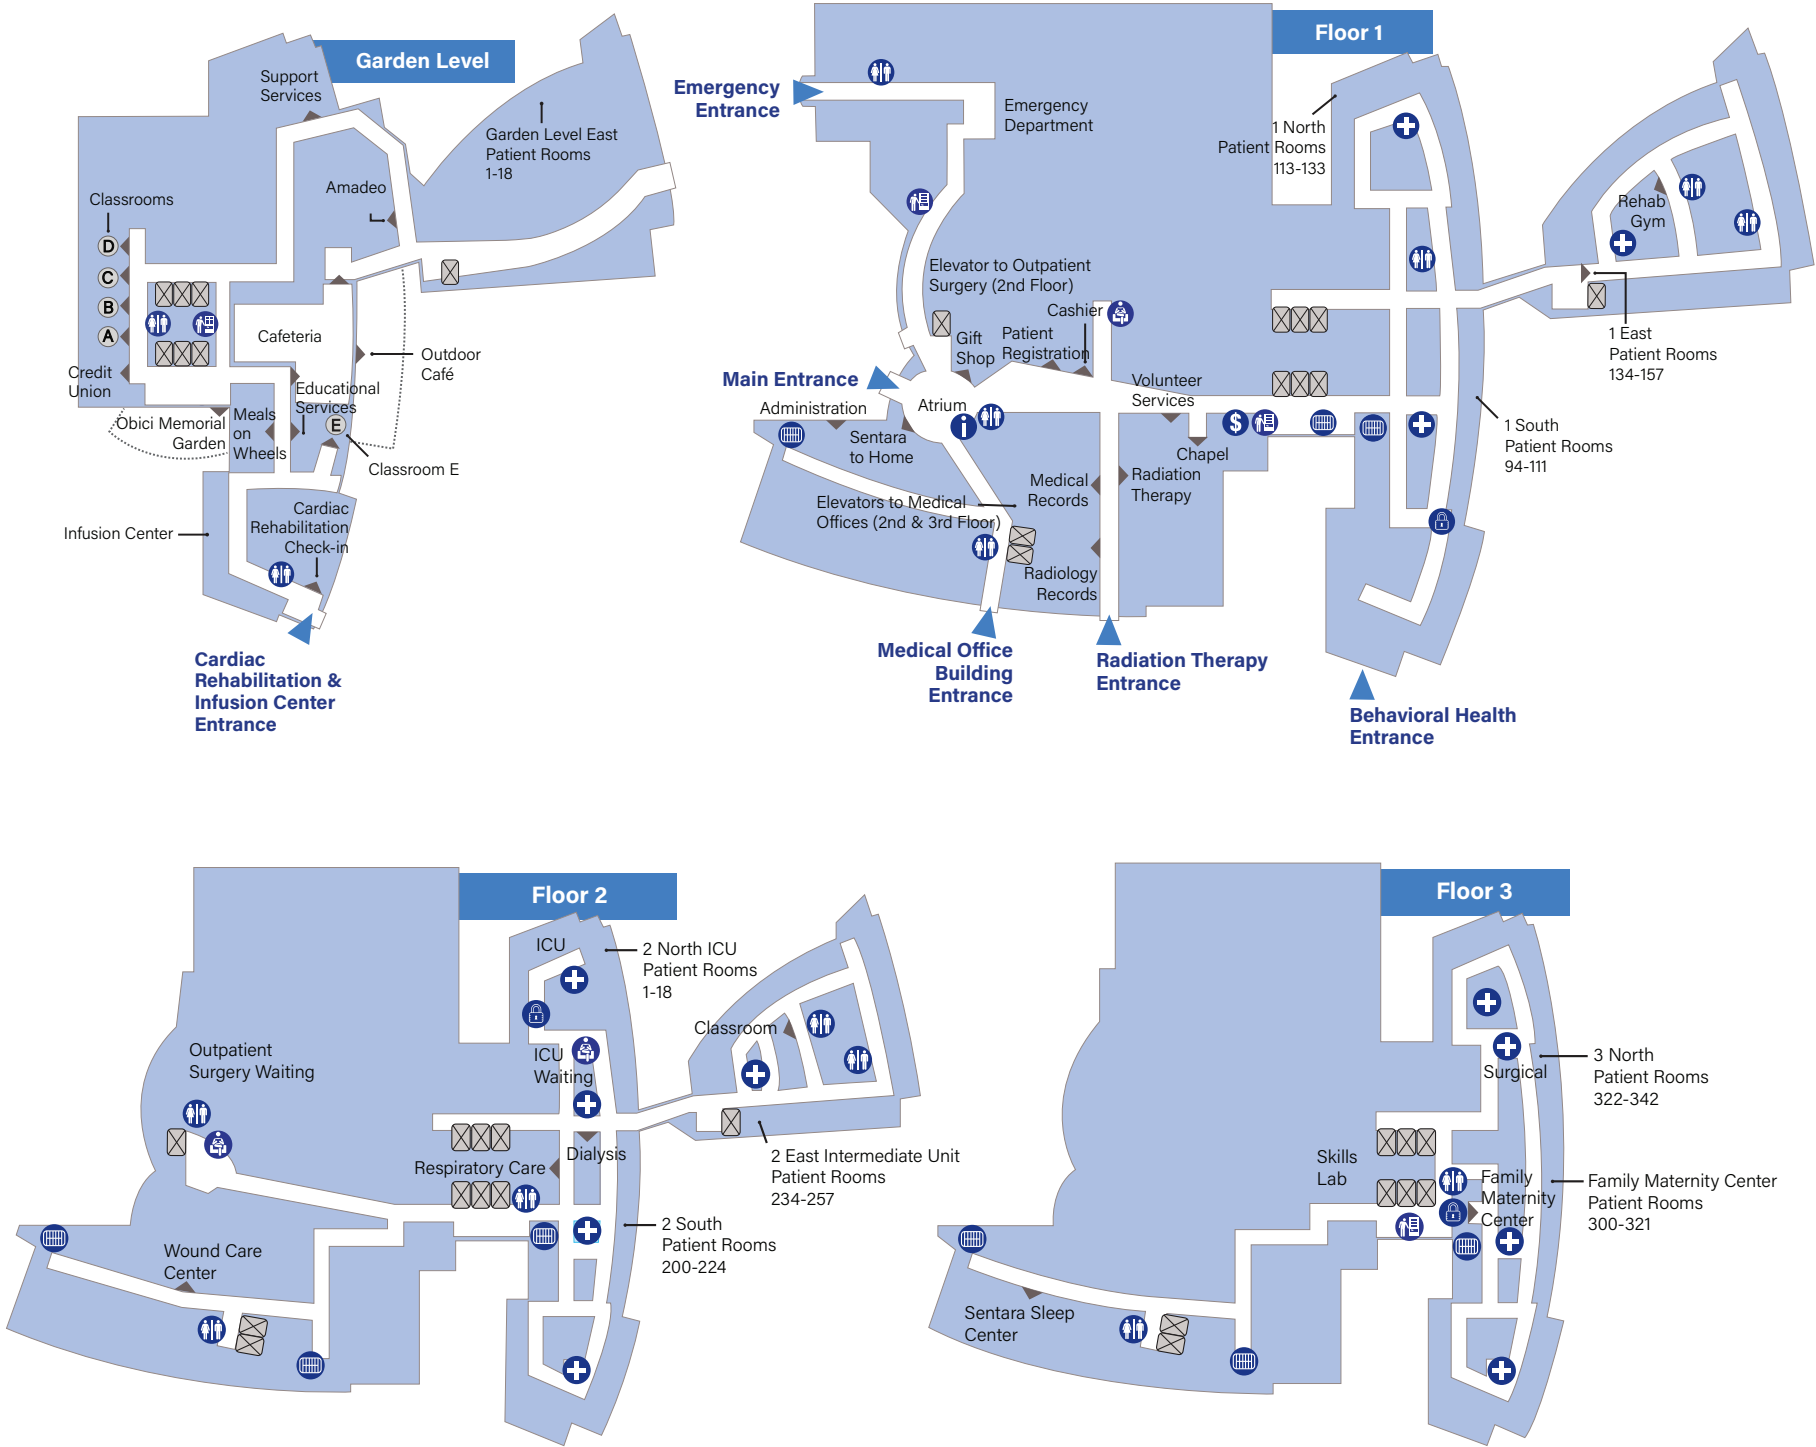 Garden Level
Support
Services
Garden Level East
Patient Rooms
1-18
Amadeo
Classrooms
D
C
B
A
Cafeteria
Outdoor
Café
Credit
Union
Educational
Services
Obici Memorial
Garden
Meals
on
Wheels
E
Classroom E
Cardiac
Rehabilitation
Check-in
Infusion Center
Cardiac
Rehabilitation &
Infusion Center
Entrance
Floor 1
Emergency
Entrance
Emergency
Department
1 North
Patient Rooms
113-133
Rehab
Gym
Elevator to Outpatient
Surgery (2nd Floor)
Cashier
Gift
Shop
Patient
Registration
1 East
Patient Rooms
134-157
Main Entrance
Volunteer
Services
Administration
Atrium
i
$
Sentara
to Home
Chapel
1 South
Patient Rooms
94-111
Medical
Records
Radiation
Therapy
Elevators to Medical
Offices (2nd & 3rd Floor)
Radiology
Records
Medical Office
Building
Entrance
Radiation Therapy
Entrance
Behavioral Health
Entrance
Floor 2
ICU
2 North ICU
Patient Rooms
1-18
Classroom
Outpatient
Surgery Waiting
ICU
Waiting
Dialysis
Respiratory Care
2 East Intermediate Unit
Patient Rooms
234-257
2 South
Patient Rooms
200-224
Wound Care
Center
Floor 3
3 North
Patient Rooms
322-342
Surgical
Skills
Lab
Family
Maternity
Center
Family Maternity Center
Patient Rooms
300-321
Sentara Sleep
Center